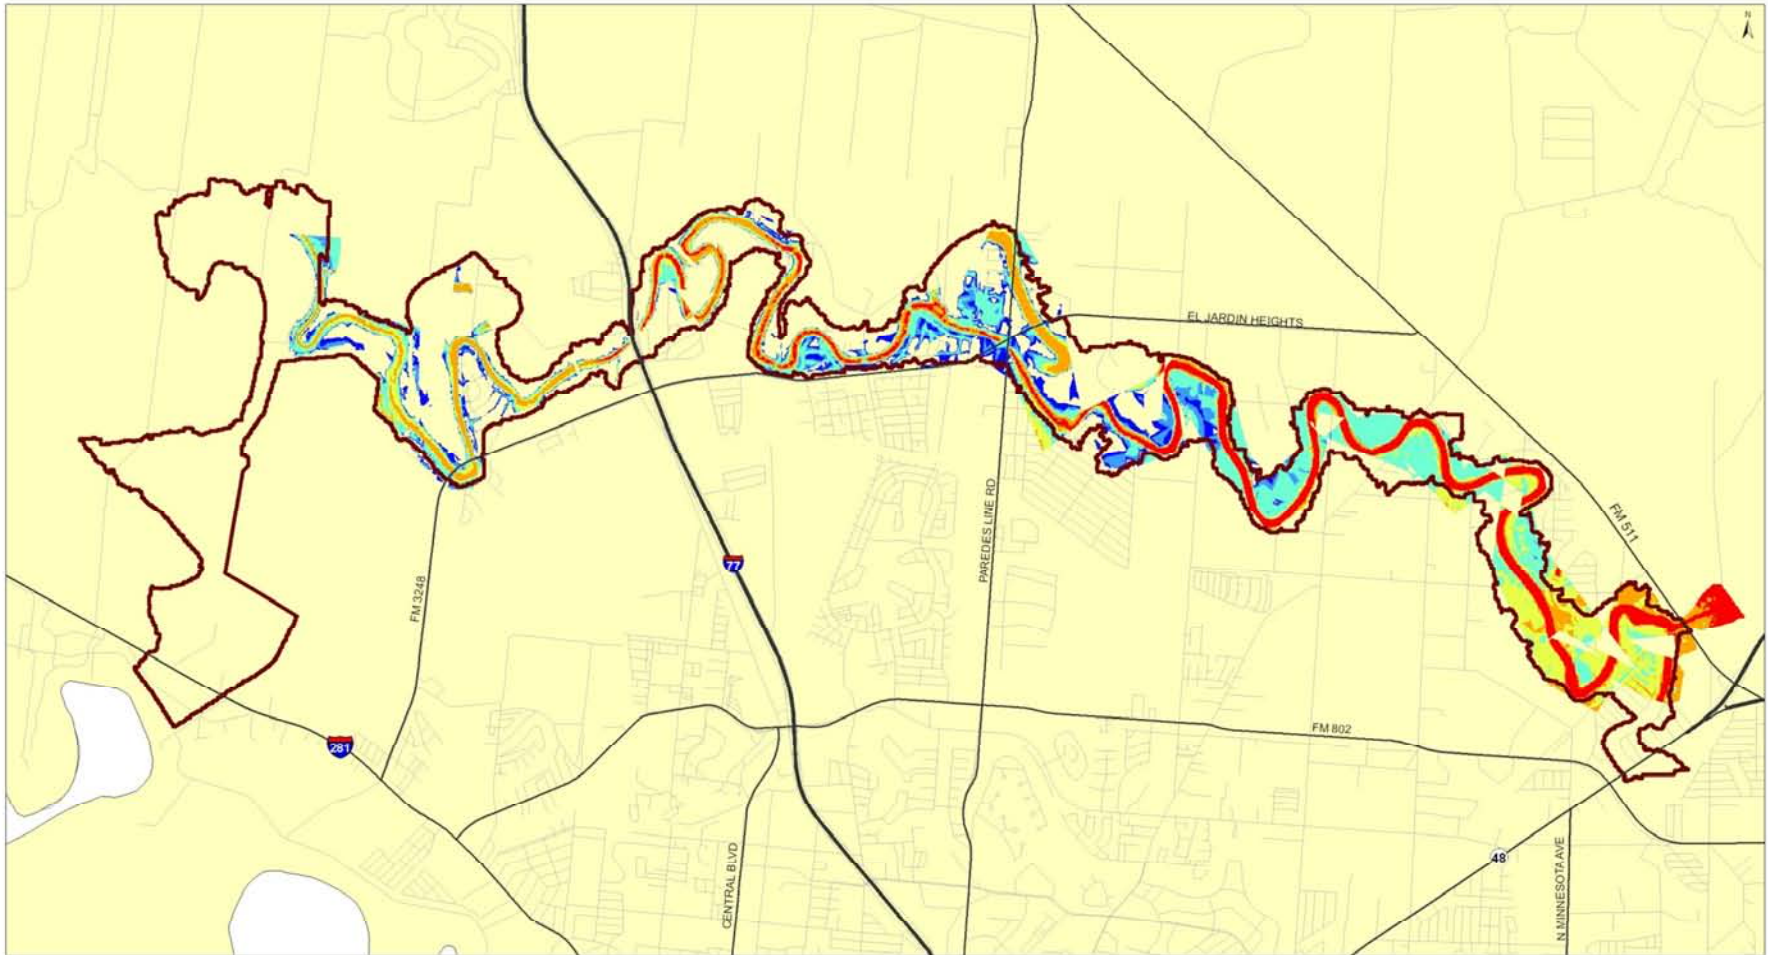 N
EL JARDIN HEIGHTS
FM 511
77
PAREDES LINE RD
FM 3248
281
FM 802
48
CENTRAL BLVD
N MINNESOTA AVE